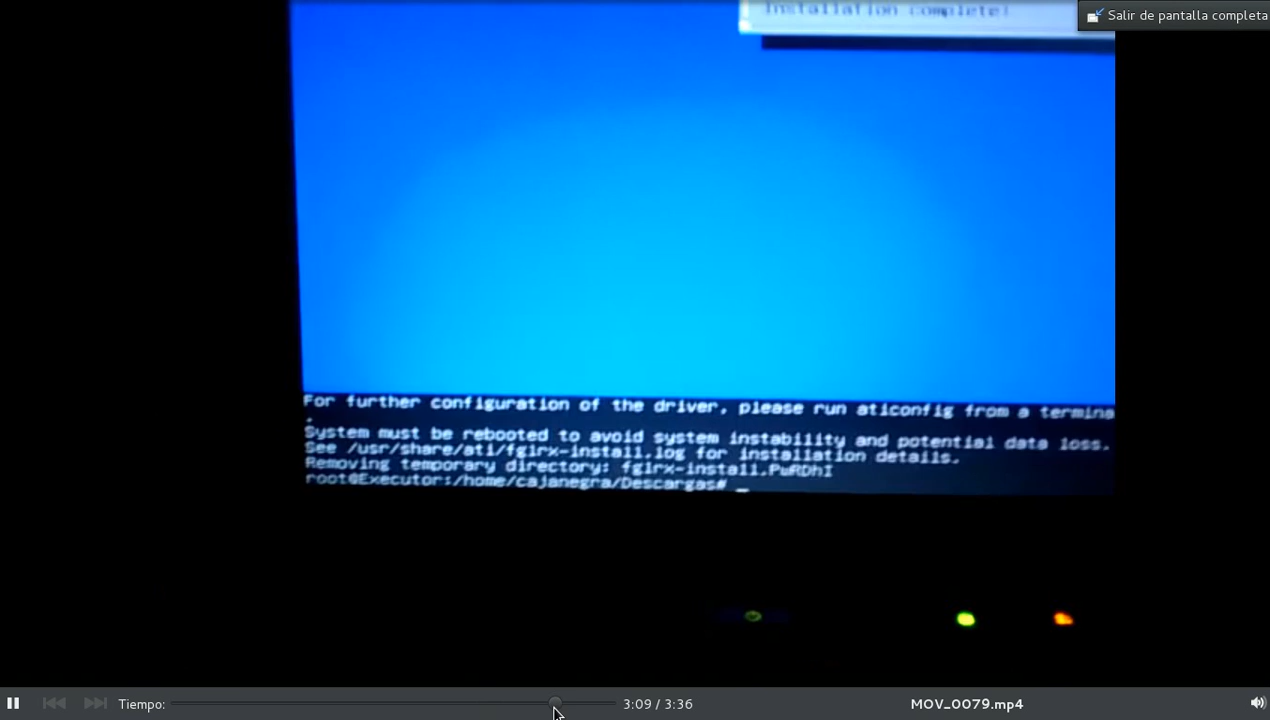 Installation complete!
Salir de pantalla completa
For further configuration of the driver, please run aticonfig from a termina
.
System must be rebooted to avoid system instability and potential data loss.
See /usr/share/ati/fglrx-install.log for installation details.
Removing temporary directory: fglrx-install.PwRDhI
root@Executor:/home/cajanegra/Descargas# _
Tiempo:
3:09 / 3:36
MOV_0079.mp4